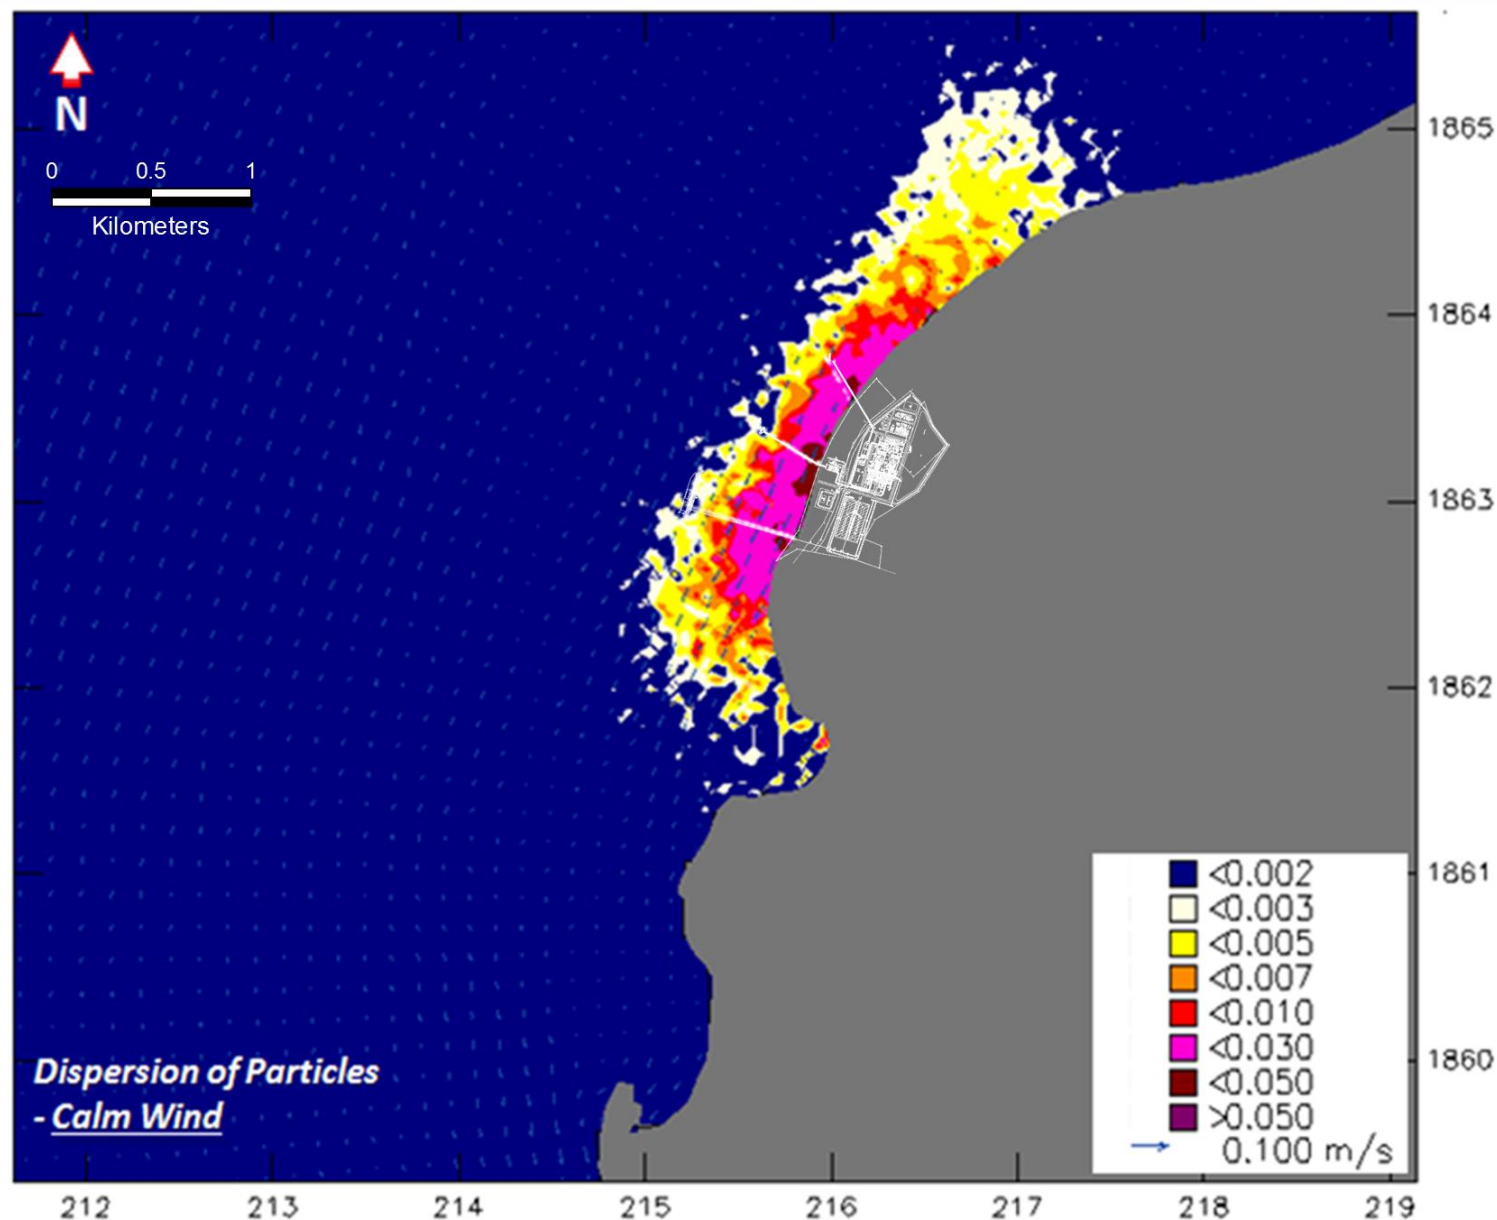 N
0 0.5 1
Kilometers
1865
1864
1863
1862
1861
1860
<0.002
<0.003
<0.005
<0.007
<0.010
<0.030
<0.050
>0.050
0.100 m/s
Dispersion of Particles
- Calm Wind
212 213 214 215 216 217 218 219